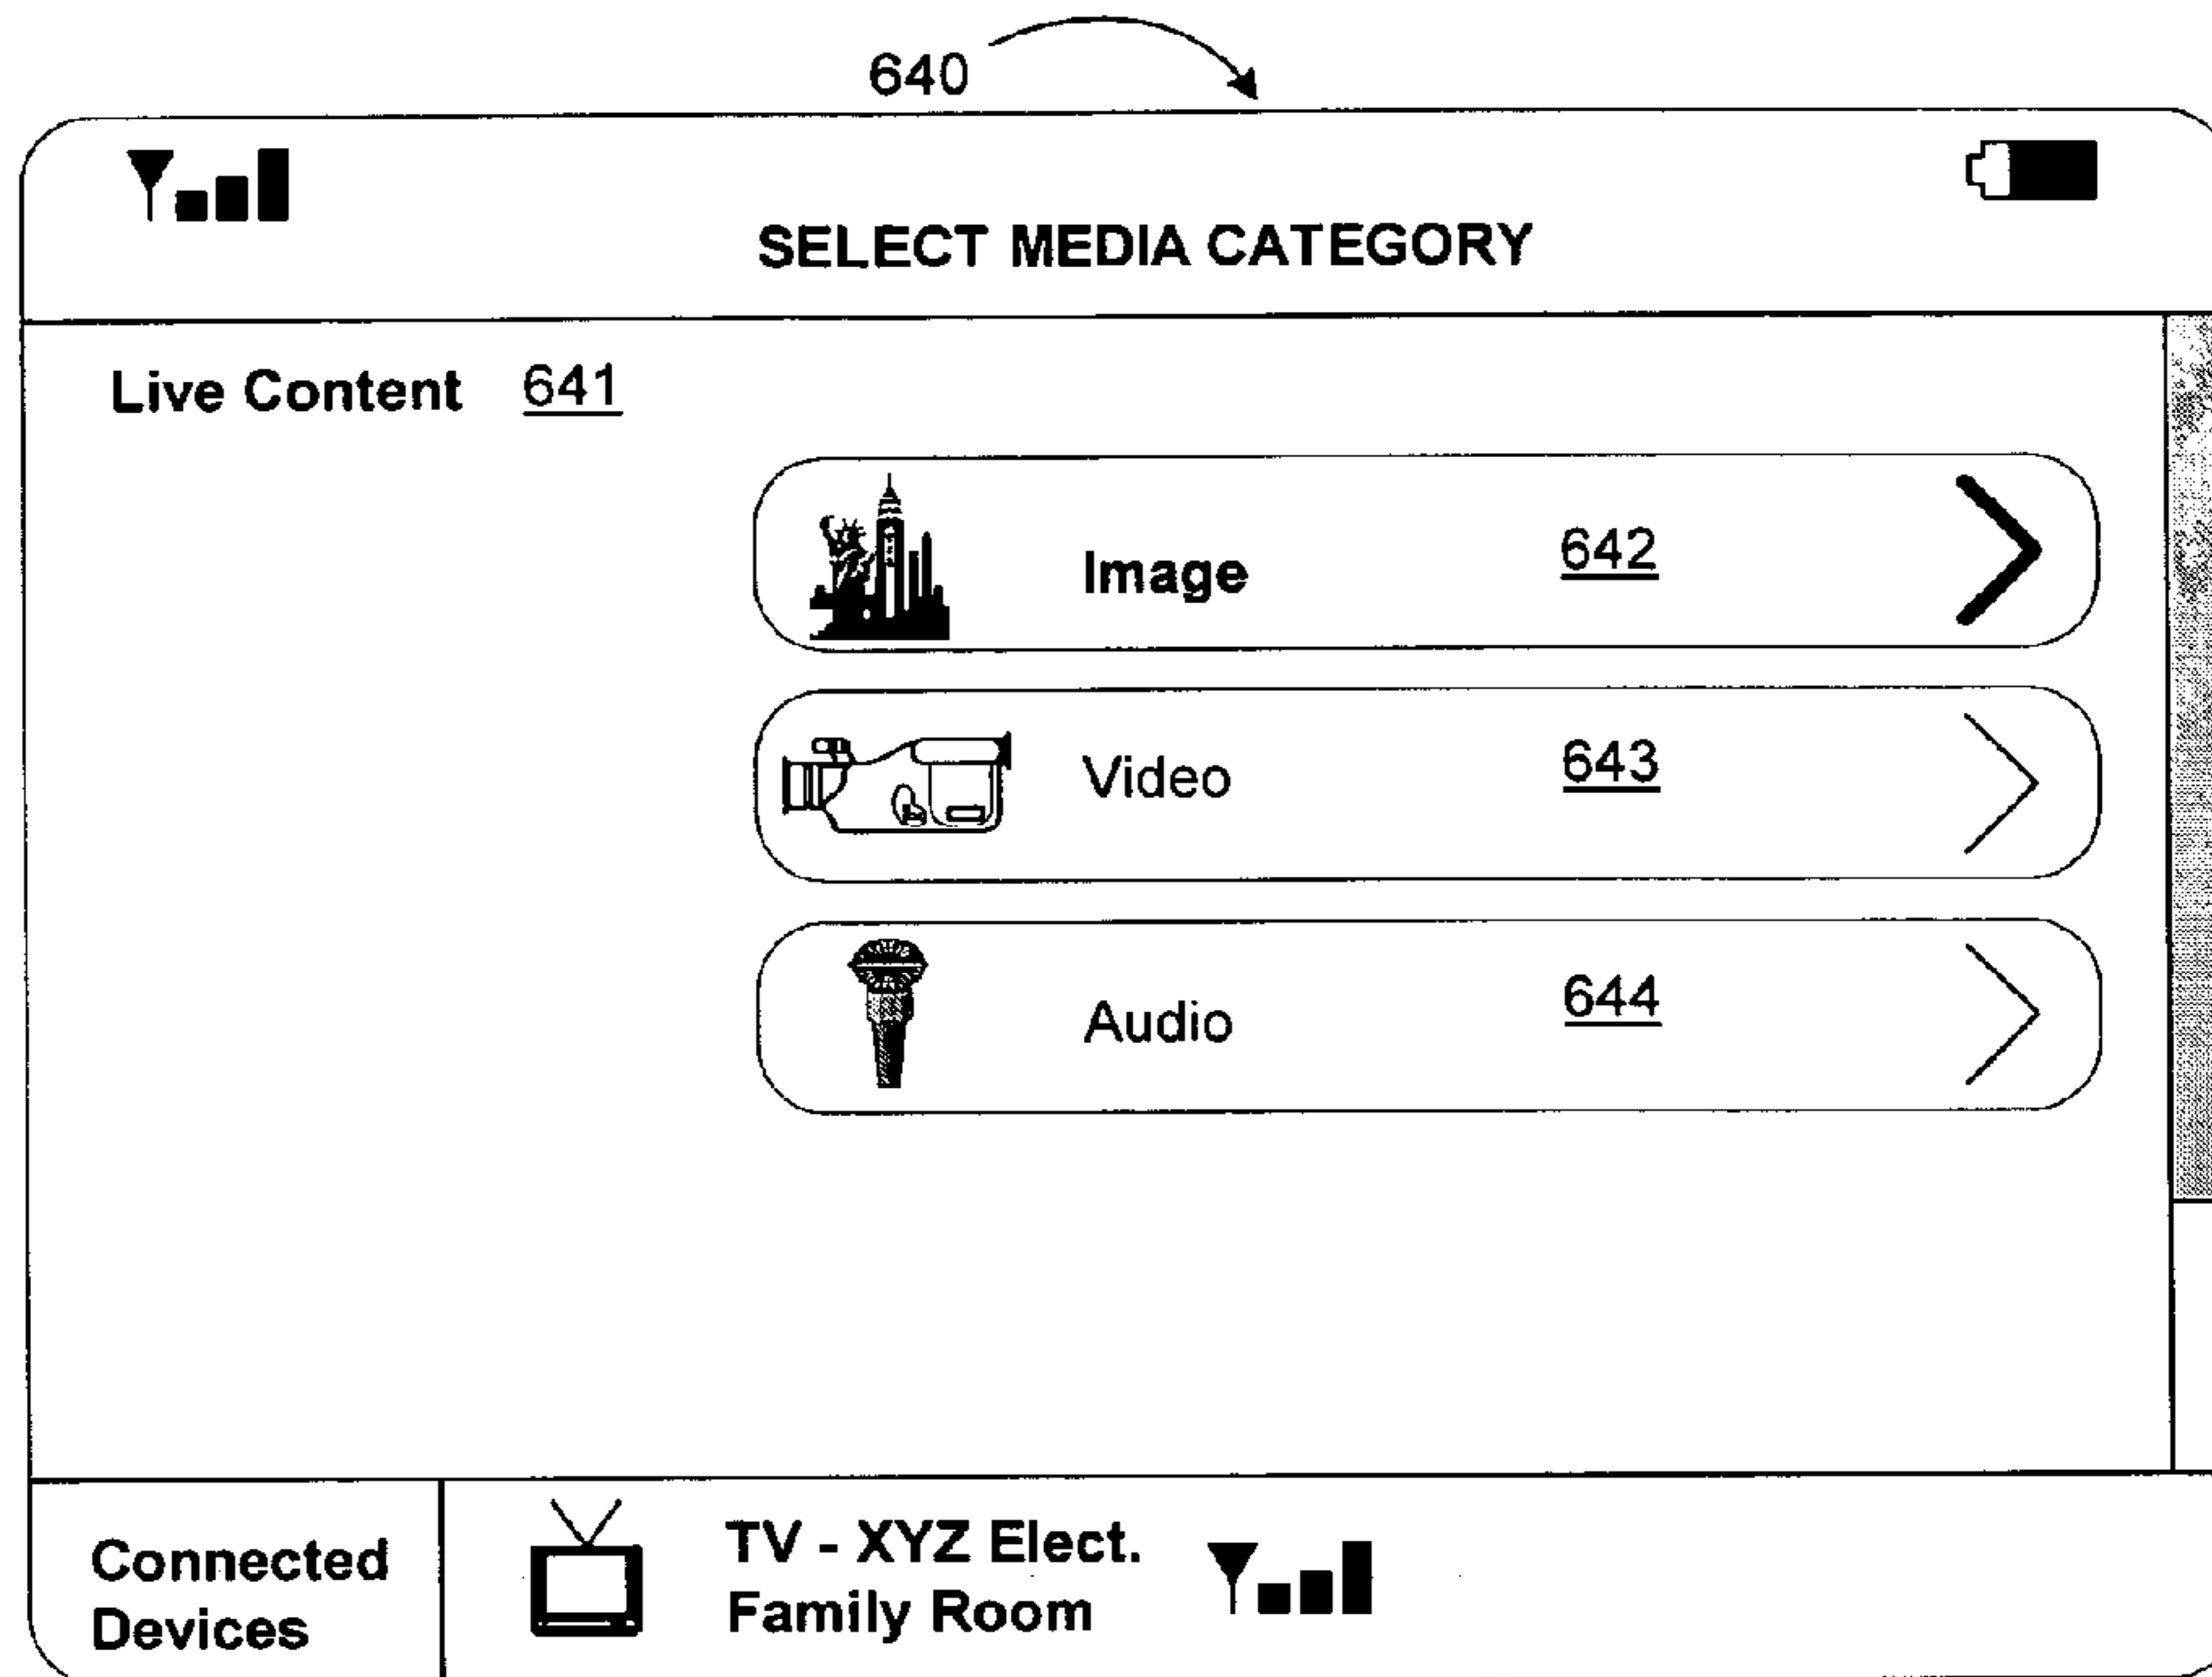 640
SELECT MEDIA CATEGORY
Live Content 641
Image 642
Video 643
Audio 644
Connected
Devices
TV - XYZ Elect.
Family Room